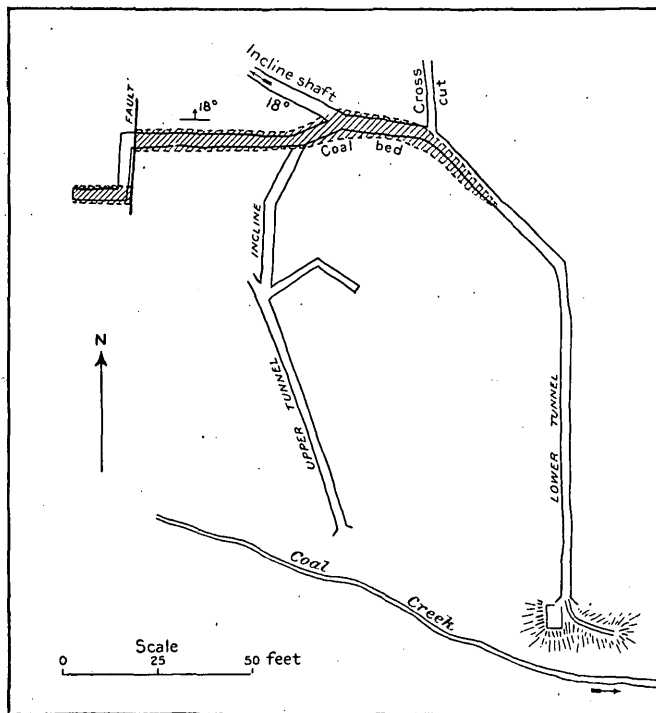 Incline shaft
18°
Cross
cut
FAULT
18°
Coal bed
INCLINE
N
UPPER TUNNEL
LOWER TUNNEL
Coal
Creek
Scale
0 25 50 feet